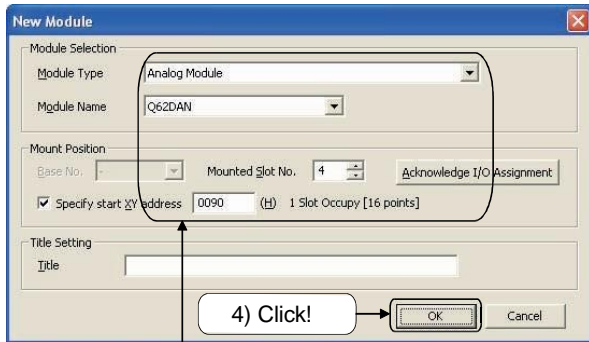 New Module
Module Selection
Module Type Analog Module
Module Name Q62DAN
Mount Position
Base No. - Mounted Slot No. 4 Acknowledge I/O Assignment
Specify start XY address 0090 (H) 1 Slot Occupy [16 points]
Title Setting
Title
4) Click! OK Cancel